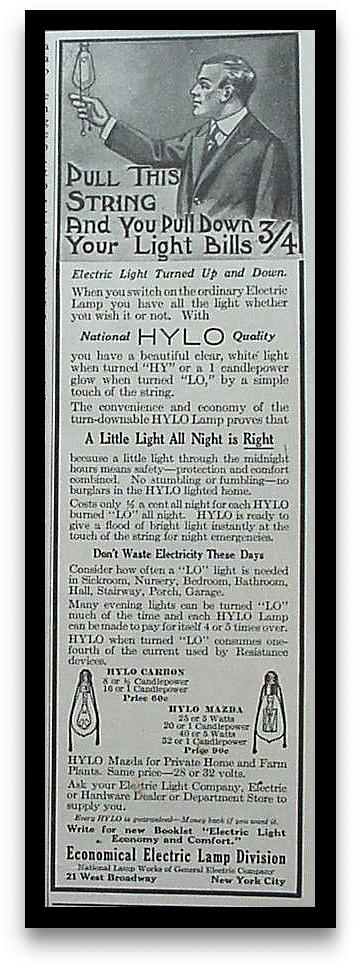 PULL THIS
STRING
And You Pull Down
Your Light Bills 3/4
Electric Light Turned Up and Down.
When you switch on the ordinary Electric
Lamp you have all the light whether
you wish it or not. With
National HYLO Quality
you have a beautiful clear, white light
when turned "HY" or a 1 candlepower
glow when turned "LO," by a simple
touch of the string.
The convenience and economy of the
turn-downable HYLO Lamp proves that
A Little Light All Night is Right
because a little light through the midnight
hours means safety—protection and comfort
combined. No stumbling or fumbling—no
burglars in the HYLO lighted home.
Costs only ½ a cent all night for each HYLO
burned "LO" all night. HYLO is ready to
give a flood of bright light instantly at the
touch of the string for night emergencies.
Don't Waste Electricity These Days
Consider how often a "LO" light is needed
in Sickroom, Nursery, Bedroom, Bathroom,
Hall, Stairway, Porch, Garage.
Many evening lights can be turned "LO"
much of the time and each HYLO Lamp
can be made to pay for itself 4 or 5 times over.
HYLO when turned "LO" consumes one-
fourth of the current used by Resistance
devices.
HYLO CARBON
8 or ½ Candlepower
16 or 1 Candlepower
Price 60c
HYLO MAZDA
25 or 5 Watts
20 or 1 Candlepower
40 or 5 Watts
32 or 1 Candlepower
Price 90c
HYLO Mazda for Private Home and Farm
Plants. Same price—28 or 32 volts.
Ask your Electric Light Company, Electric
or Hardware Dealer or Department Store to
supply you.
Every HYLO is guaranteed—Money back if you want it.
Write for new Booklet "Electric Light
Economy and Comfort."
Economical Electric Lamp Division
National Lamp Works of General Electric Company
21 West Broadway New York City